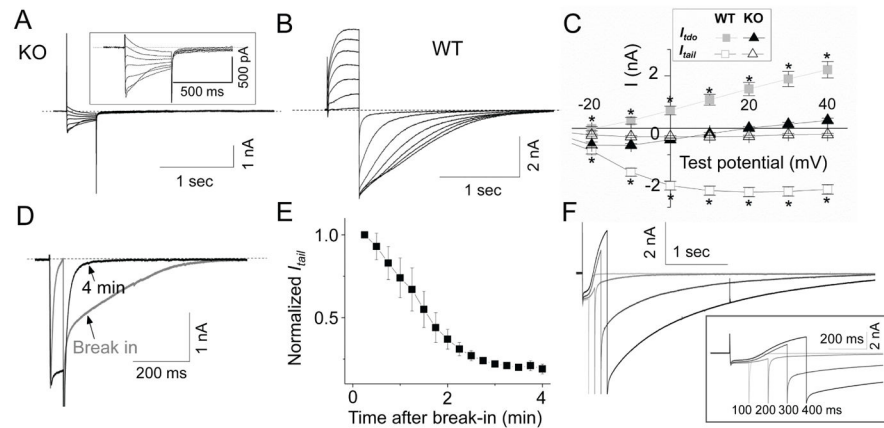 A
KO
500 ms
500 pA
1 sec
1 nA
B
WT
1 sec
2 nA
C
WT KO
Itdo
Itail
I (nA)
2
0
-2
-20
20
40
Test potential (mV)
* * * * * * *
* * * * * * *
D
4 min
Break in
200 ms
1 nA
E
Normalized Itail
1.0
0.5
0
2
4
Time after break-in (min)
F
2 nA
1 sec
200 ms
2 nA
100 200 300 400 ms